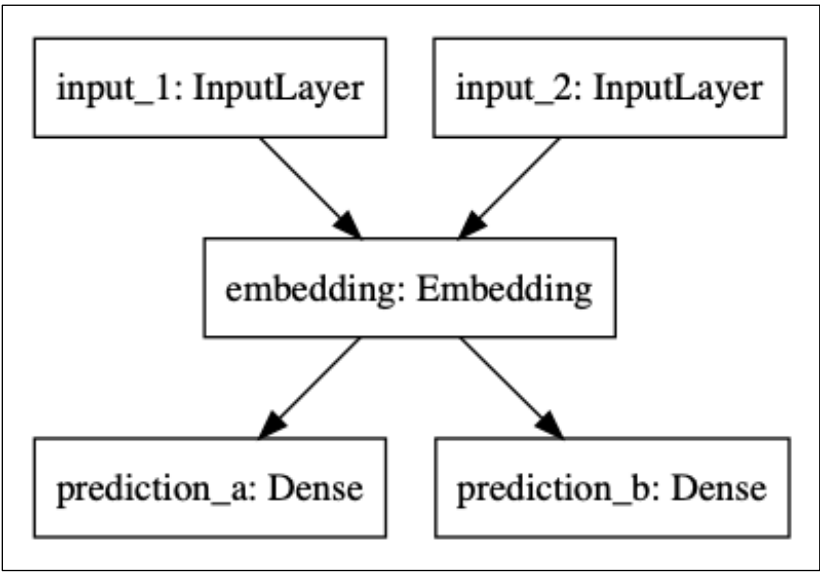 input_1: InputLayer
input_2: InputLayer
embedding: Embedding
prediction_a: Dense
prediction_b: Dense